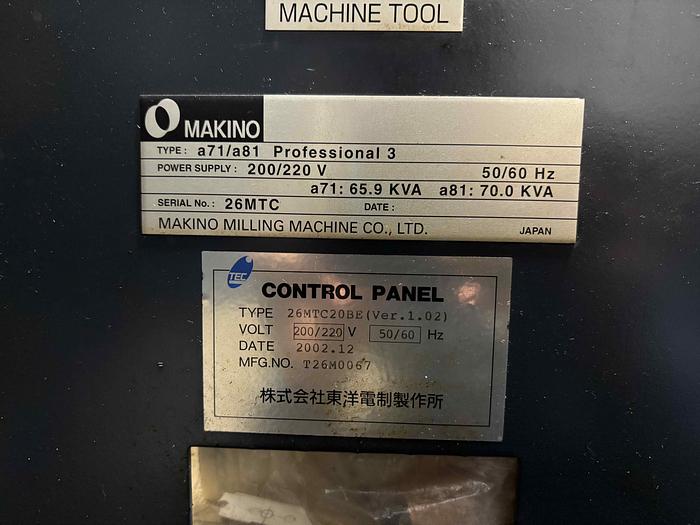 MACHINE TOOL
MAKINO
TYPE: a71/a81 Professional 3
POWER SUPPLY: 200/220 V 50/60 Hz
a71: 65.9 KVA a81: 70.0 KVA
SERIAL No.: 26MTC DATE:
MAKINO MILLING MACHINE CO., LTD. JAPAN
TEC
CONTROL PANEL
TYPE 26MTC20BE(Ver.1.02)
VOLT 200/220 V 50/60 Hz
DATE 2002.12
MFG.NO. T26M0067
株式会社東洋電制製作所